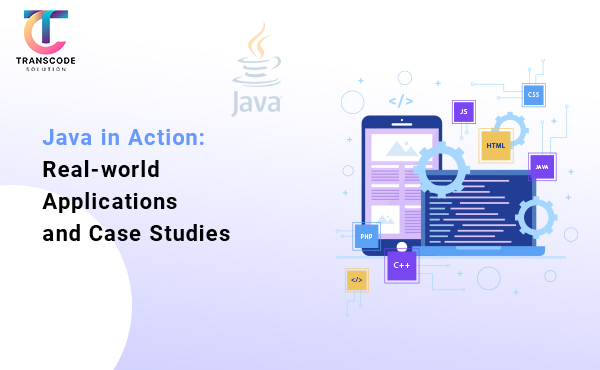 TRANSCODE
SOLUTION
Java
Java in Action:
Real-world
Applications
and Case Studies
</>
CSS
JS
HTML
JAVA
PHP
C++
</>